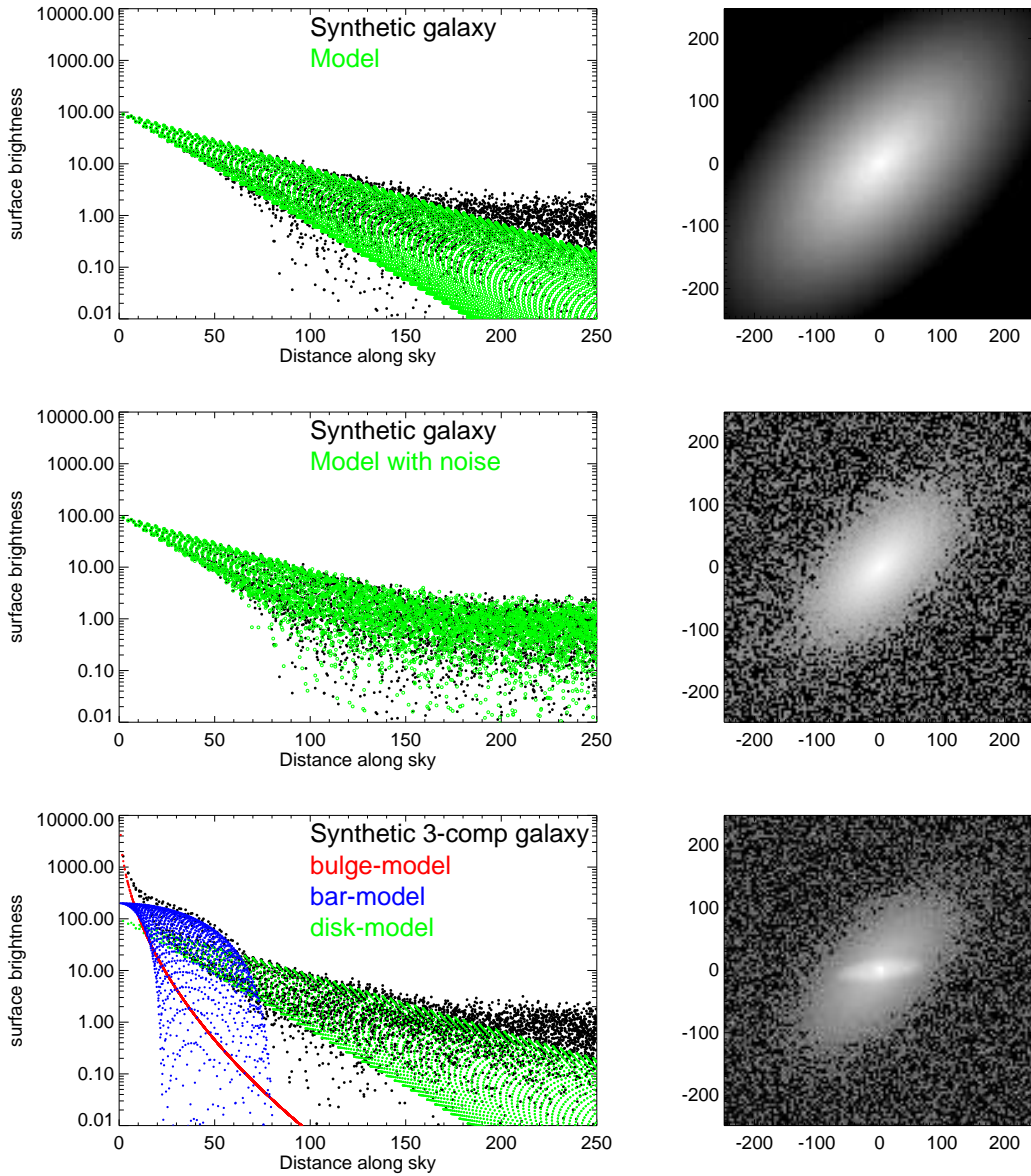 10000.00
1000.00
100.00
10.00
1.00
0.10
0.01
surface brightness
Synthetic galaxy
Model
0 50 100 150 200 250
Distance along sky
200
100
0
-100
-200
-200 -100 0 100 200
10000.00
1000.00
100.00
10.00
1.00
0.10
0.01
surface brightness
Synthetic galaxy
Model with noise
0 50 100 150 200 250
Distance along sky
200
100
0
-100
-200
-200 -100 0 100 200
10000.00
1000.00
100.00
10.00
1.00
0.10
0.01
surface brightness
Synthetic 3-comp galaxy
bulge-model
bar-model
disk-model
0 50 100 150 200 250
Distance along sky
200
100
0
-100
-200
-200 -100 0 100 200